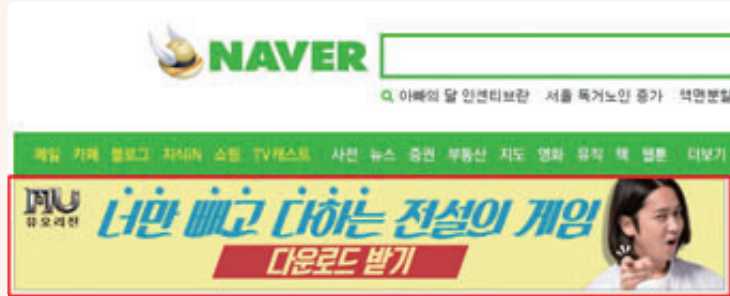 NAVER
아빠의 달 인센티브란 서울 독거노인 증가 액면분할
메일 카페 블로그 지식iN 쇼핑 TV캐스트 사전 뉴스 증권 부동산 지도 영화 뮤직 책 웹툰 더보기
MU
뮤오리진
너만 빼고 다하는 전설의 게임
다운로드 받기